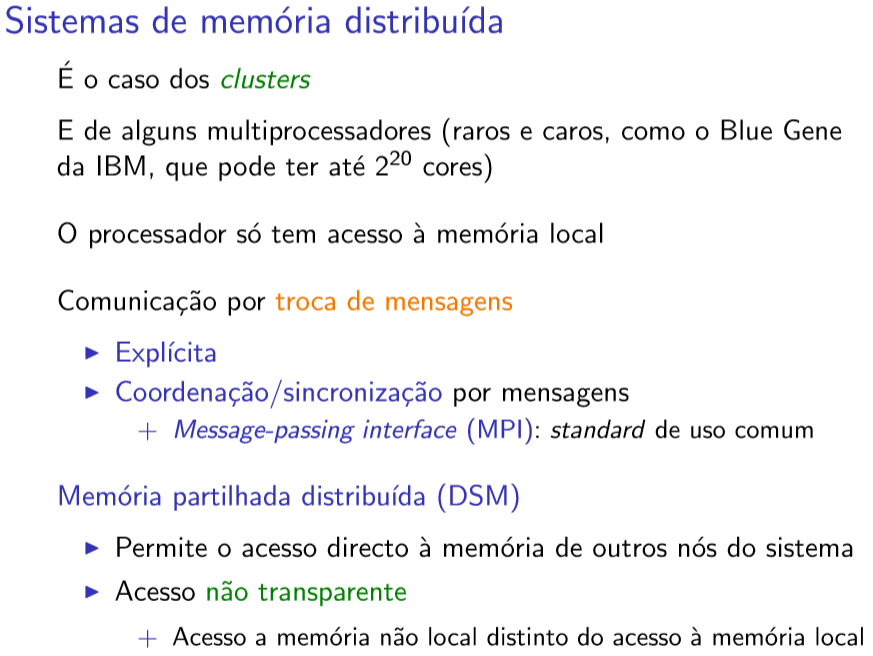 Sistemas de memória distribuída
É o caso dos clusters
E de alguns multiprocessadores (raros e caros, como o Blue Gene
da IBM, que pode ter até 2²⁰ cores)
O processador só tem acesso à memória local
Comunicação por troca de mensagens
▶ Explícita
▶ Coordenação/sincronização por mensagens
+ Message-passing interface (MPI): standard de uso comum
Memória partilhada distribuída (DSM)
▶ Permite o acesso directo à memória de outros nós do sistema
▶ Acesso não transparente
+ Acesso a memória não local distinto do acesso à memória local